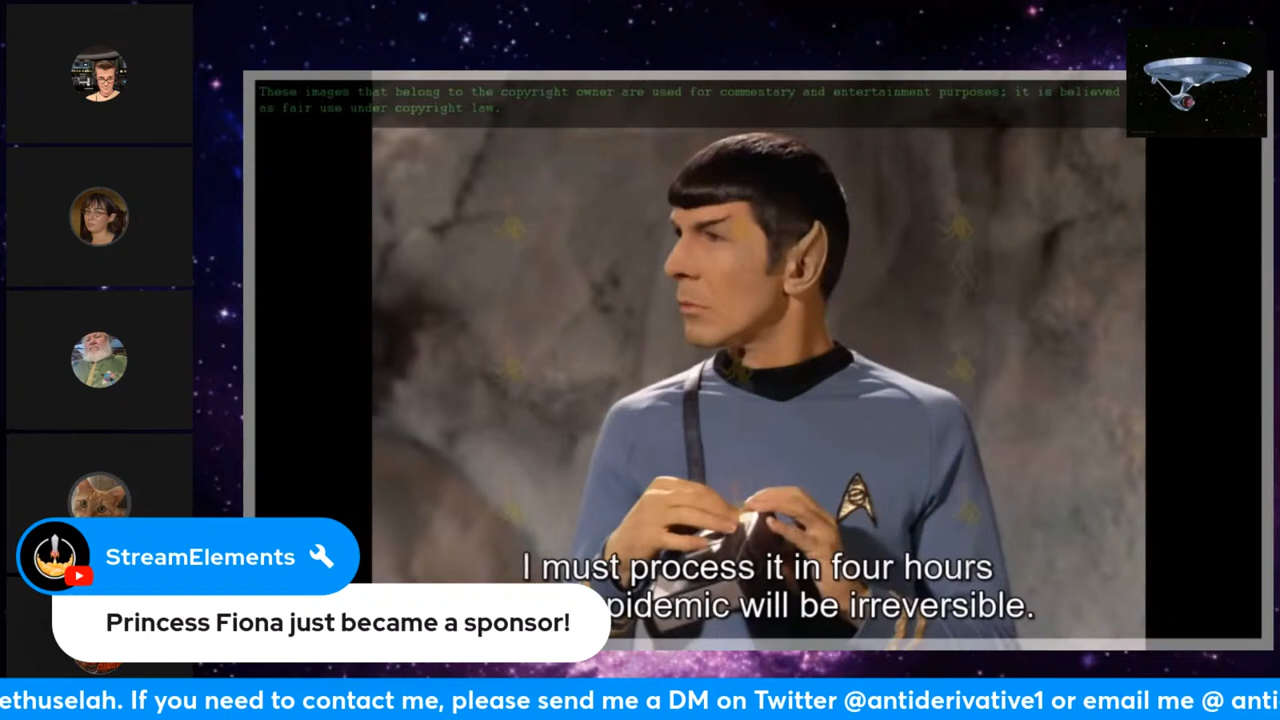 These images that belong to the copyright owner are used for commentary and entertainment purposes; it is believed
as fair use under copyright law.
I must process it in four hours
pidemic will be irreversible.
StreamElements
Princess Fiona just became a sponsor!
ethuselah. If you need to contact me, please send me a DM on Twitter @antiderivative1 or email me @ anti